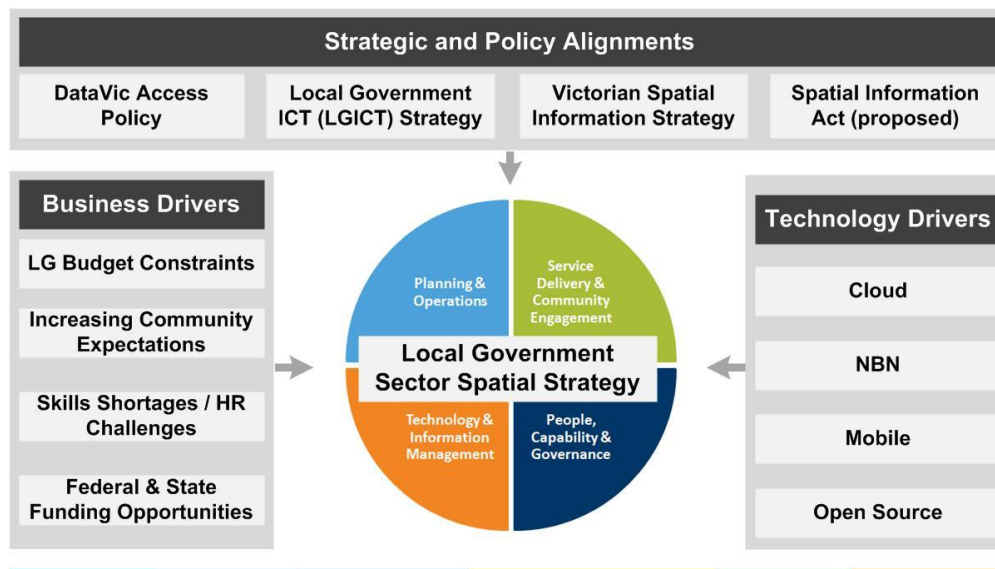 Strategic and Policy Alignments
DataVic Access
Policy
Local Government
ICT (LGICT) Strategy
Victorian Spatial
Information Strategy
Spatial Information
Act (proposed)
Business Drivers
LG Budget Constraints
Increasing Community
Expectations
Skills Shortages / HR
Challenges
Federal & State
Funding Opportunities
Planning &
Operations
Service
Delivery &
Community
Engagement
Local Government
Sector Spatial Strategy
Technology &
Information
Management
People,
Capability &
Governance
Technology Drivers
Cloud
NBN
Mobile
Open Source